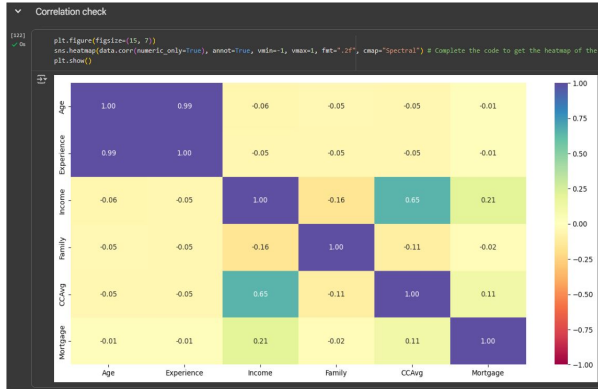 Correlation check
[122]
0s
plt.figure(figsize=(15, 7))
sns.heatmap(data.corr(numeric_only=True), annot=True, vmin=-1, vmax=1, fmt=".2f", cmap="Spectral") # Complete the code to get the heatmap of the
plt.show()
Age 1.00 0.99 -0.06 -0.05 -0.05 -0.01
Experience 0.99 1.00 -0.05 -0.05 -0.05 -0.01
Income -0.06 -0.05 1.00 -0.16 0.65 0.21
Family -0.05 -0.05 -0.16 1.00 -0.11 -0.02
CCAvg -0.05 -0.05 0.65 -0.11 1.00 0.11
Mortgage -0.01 -0.01 0.21 -0.02 0.11 1.00
Age Experience Income Family CCAvg Mortgage
1.00
0.75
0.50
0.25
0.00
-0.25
-0.50
-0.75
-1.00